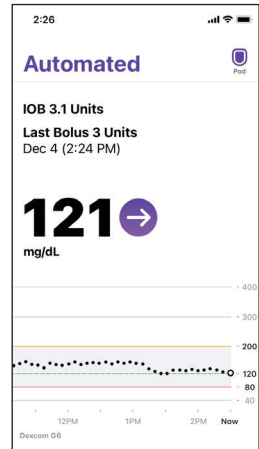 2:26
Automated
Pod
IOB 3.1 Units
Last Bolus 3 Units
Dec 4 (2:24 PM)
121
mg/dL
400
300
200
120
80
40
12PM 1PM 2PM Now
Dexcom G6